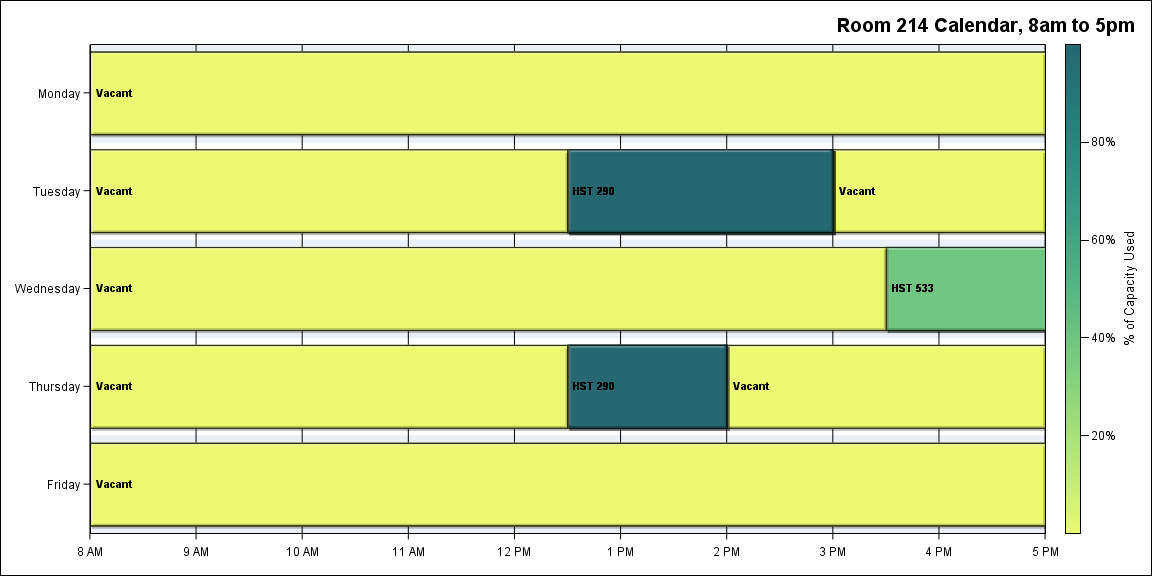 Room 214 Calendar, 8am to 5pm
Monday
Vacant
Tuesday
Vacant
HST 290
Vacant
Wednesday
Vacant
HST 533
Thursday
Vacant
HST 290
Vacant
Friday
Vacant
8 AM
9 AM
10 AM
11 AM
12 PM
1 PM
2 PM
3 PM
4 PM
5 PM
80%
60%
40%
20%
% of Capacity Used